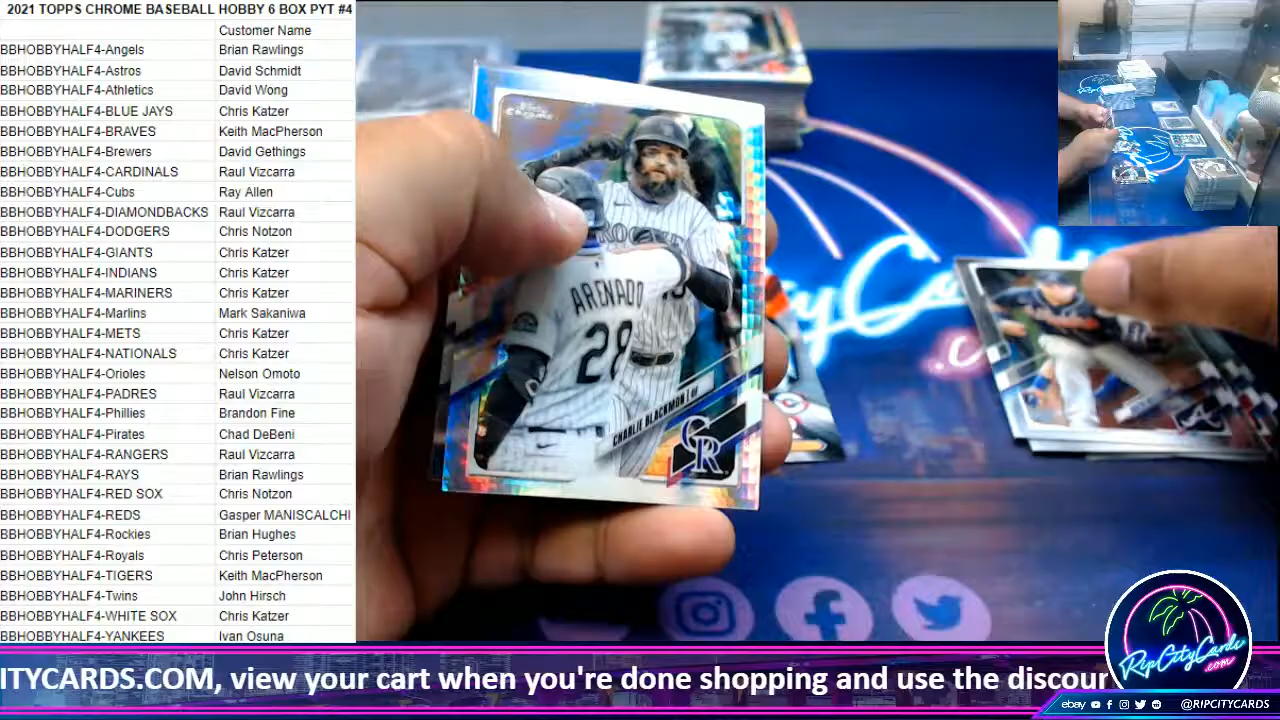 2021 TOPPS CHROME BASEBALL HOBBY 6 BOX PYT #4
Customer Name
BBHOBBYHALF4-Angels Brian Rawlings
BBHOBBYHALF4-Astros David Schmidt
BBHOBBYHALF4-Athletics David Wong
BBHOBBYHALF4-BLUE JAYS Chris Katzer
BBHOBBYHALF4-BRAVES Keith MacPherson
BBHOBBYHALF4-Brewers David Gethings
BBHOBBYHALF4-CARDINALS Raul Vizcarra
BBHOBBYHALF4-Cubs Ray Allen
BBHOBBYHALF4-DIAMONDBACKS Raul Vizcarra
BBHOBBYHALF4-DODGERS Chris Notzon
BBHOBBYHALF4-GIANTS Chris Katzer
BBHOBBYHALF4-INDIANS Chris Katzer
BBHOBBYHALF4-MARINERS Chris Katzer
BBHOBBYHALF4-Marlins Mark Sakaniwa
BBHOBBYHALF4-METS Chris Katzer
BBHOBBYHALF4-NATIONALS Chris Katzer
BBHOBBYHALF4-Orioles Nelson Omoto
BBHOBBYHALF4-PADRES Raul Vizcarra
BBHOBBYHALF4-Phillies Brandon Fine
BBHOBBYHALF4-Pirates Chad DeBeni
BBHOBBYHALF4-RANGERS Raul Vizcarra
BBHOBBYHALF4-RAYS Brian Rawlings
BBHOBBYHALF4-RED SOX Chris Notzon
BBHOBBYHALF4-REDS Gasper MANISCALCHI
BBHOBBYHALF4-Rockies Brian Hughes
BBHOBBYHALF4-Royals Chris Peterson
BBHOBBYHALF4-TIGERS Keith MacPherson
BBHOBBYHALF4-Twins John Hirsch
BBHOBBYHALF4-WHITE SOX Chris Katzer
BBHOBBYHALF4-YANKEES Ivan Osuna
Chrome
ARENADO
28
CHARLIE BLACKMON | OF
CR
.c
ITYCARDS.COM, view your cart when you're done shopping and use the discour
RipCityCards
.com
ebay @RIPCITYCARDS